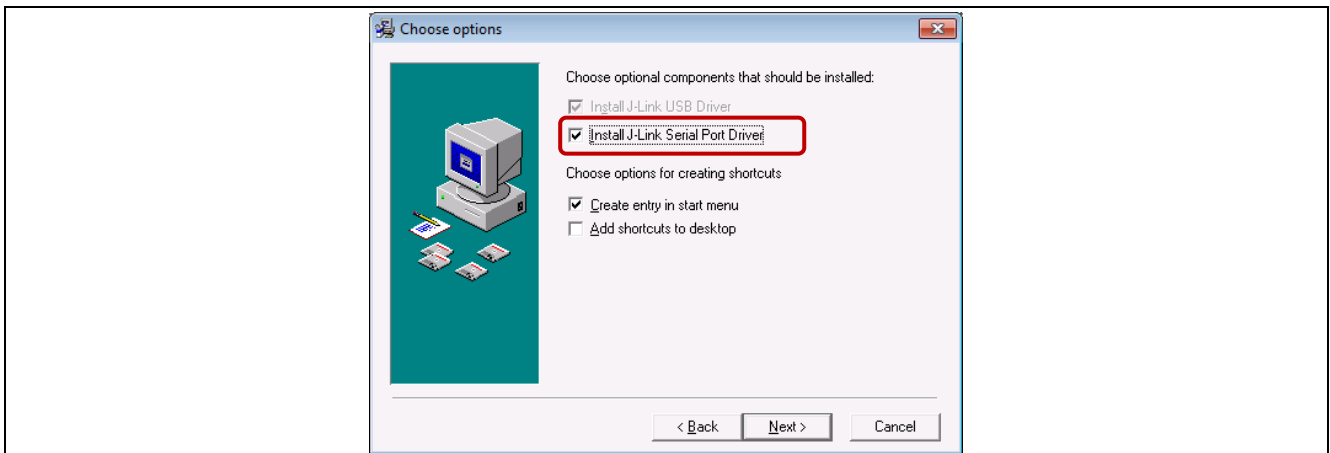 Choose options
Choose optional components that should be installed:
Install J-Link USB Driver
Install J-Link Serial Port Driver
Choose options for creating shortcuts
Create entry in start menu
Add shortcuts to desktop
< Back Next > Cancel